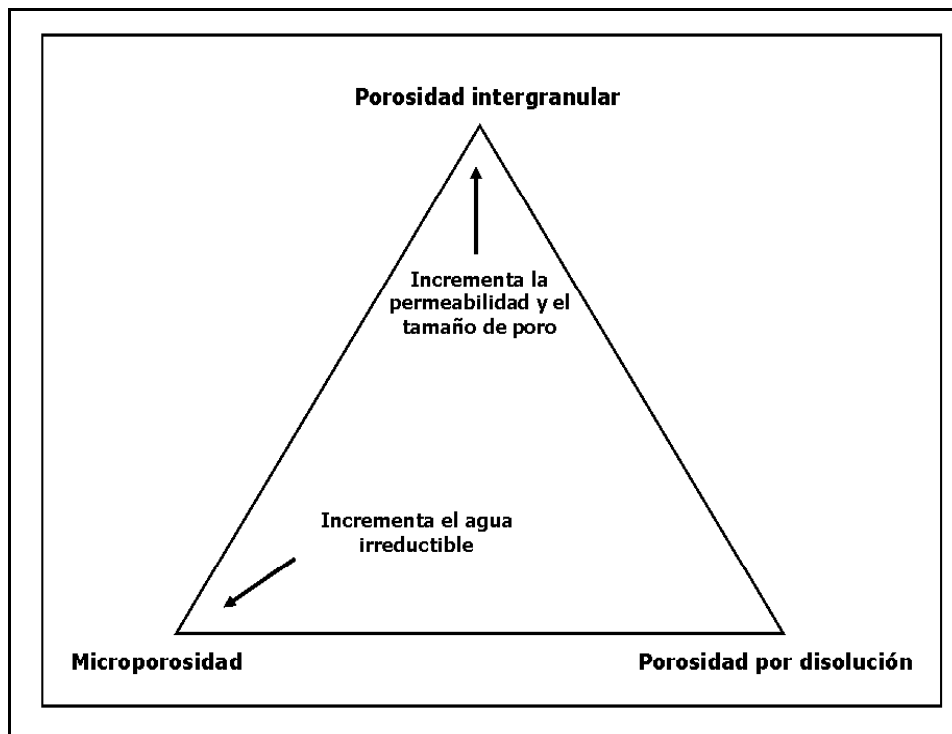 Porosidad intergranular
Incrementa la
permeabilidad y el
tamaño de poro
Incrementa el agua
irreductible
Microporosidad
Porosidad por disolución